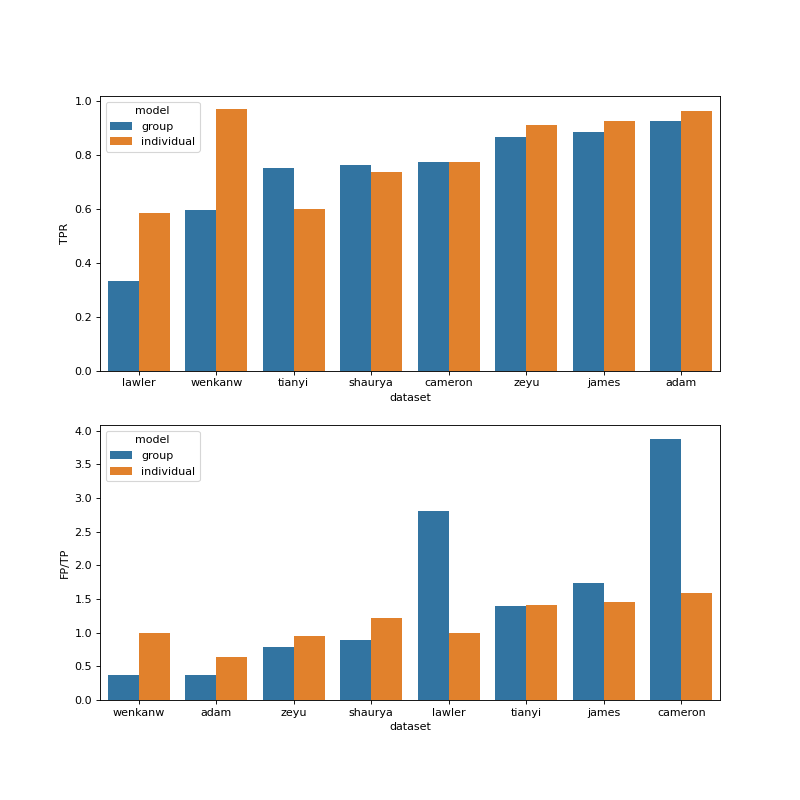 1.0
0.8
0.6
0.4
0.2
0.0
TPR
model
group
individual
lawler
wenkanw
tianyi
shaurya
cameron
zeyu
james
adam
dataset
4.0
3.5
3.0
2.5
2.0
1.5
1.0
0.5
0.0
FP/TP
model
group
individual
wenkanw
adam
zeyu
shaurya
lawler
tianyi
james
cameron
dataset